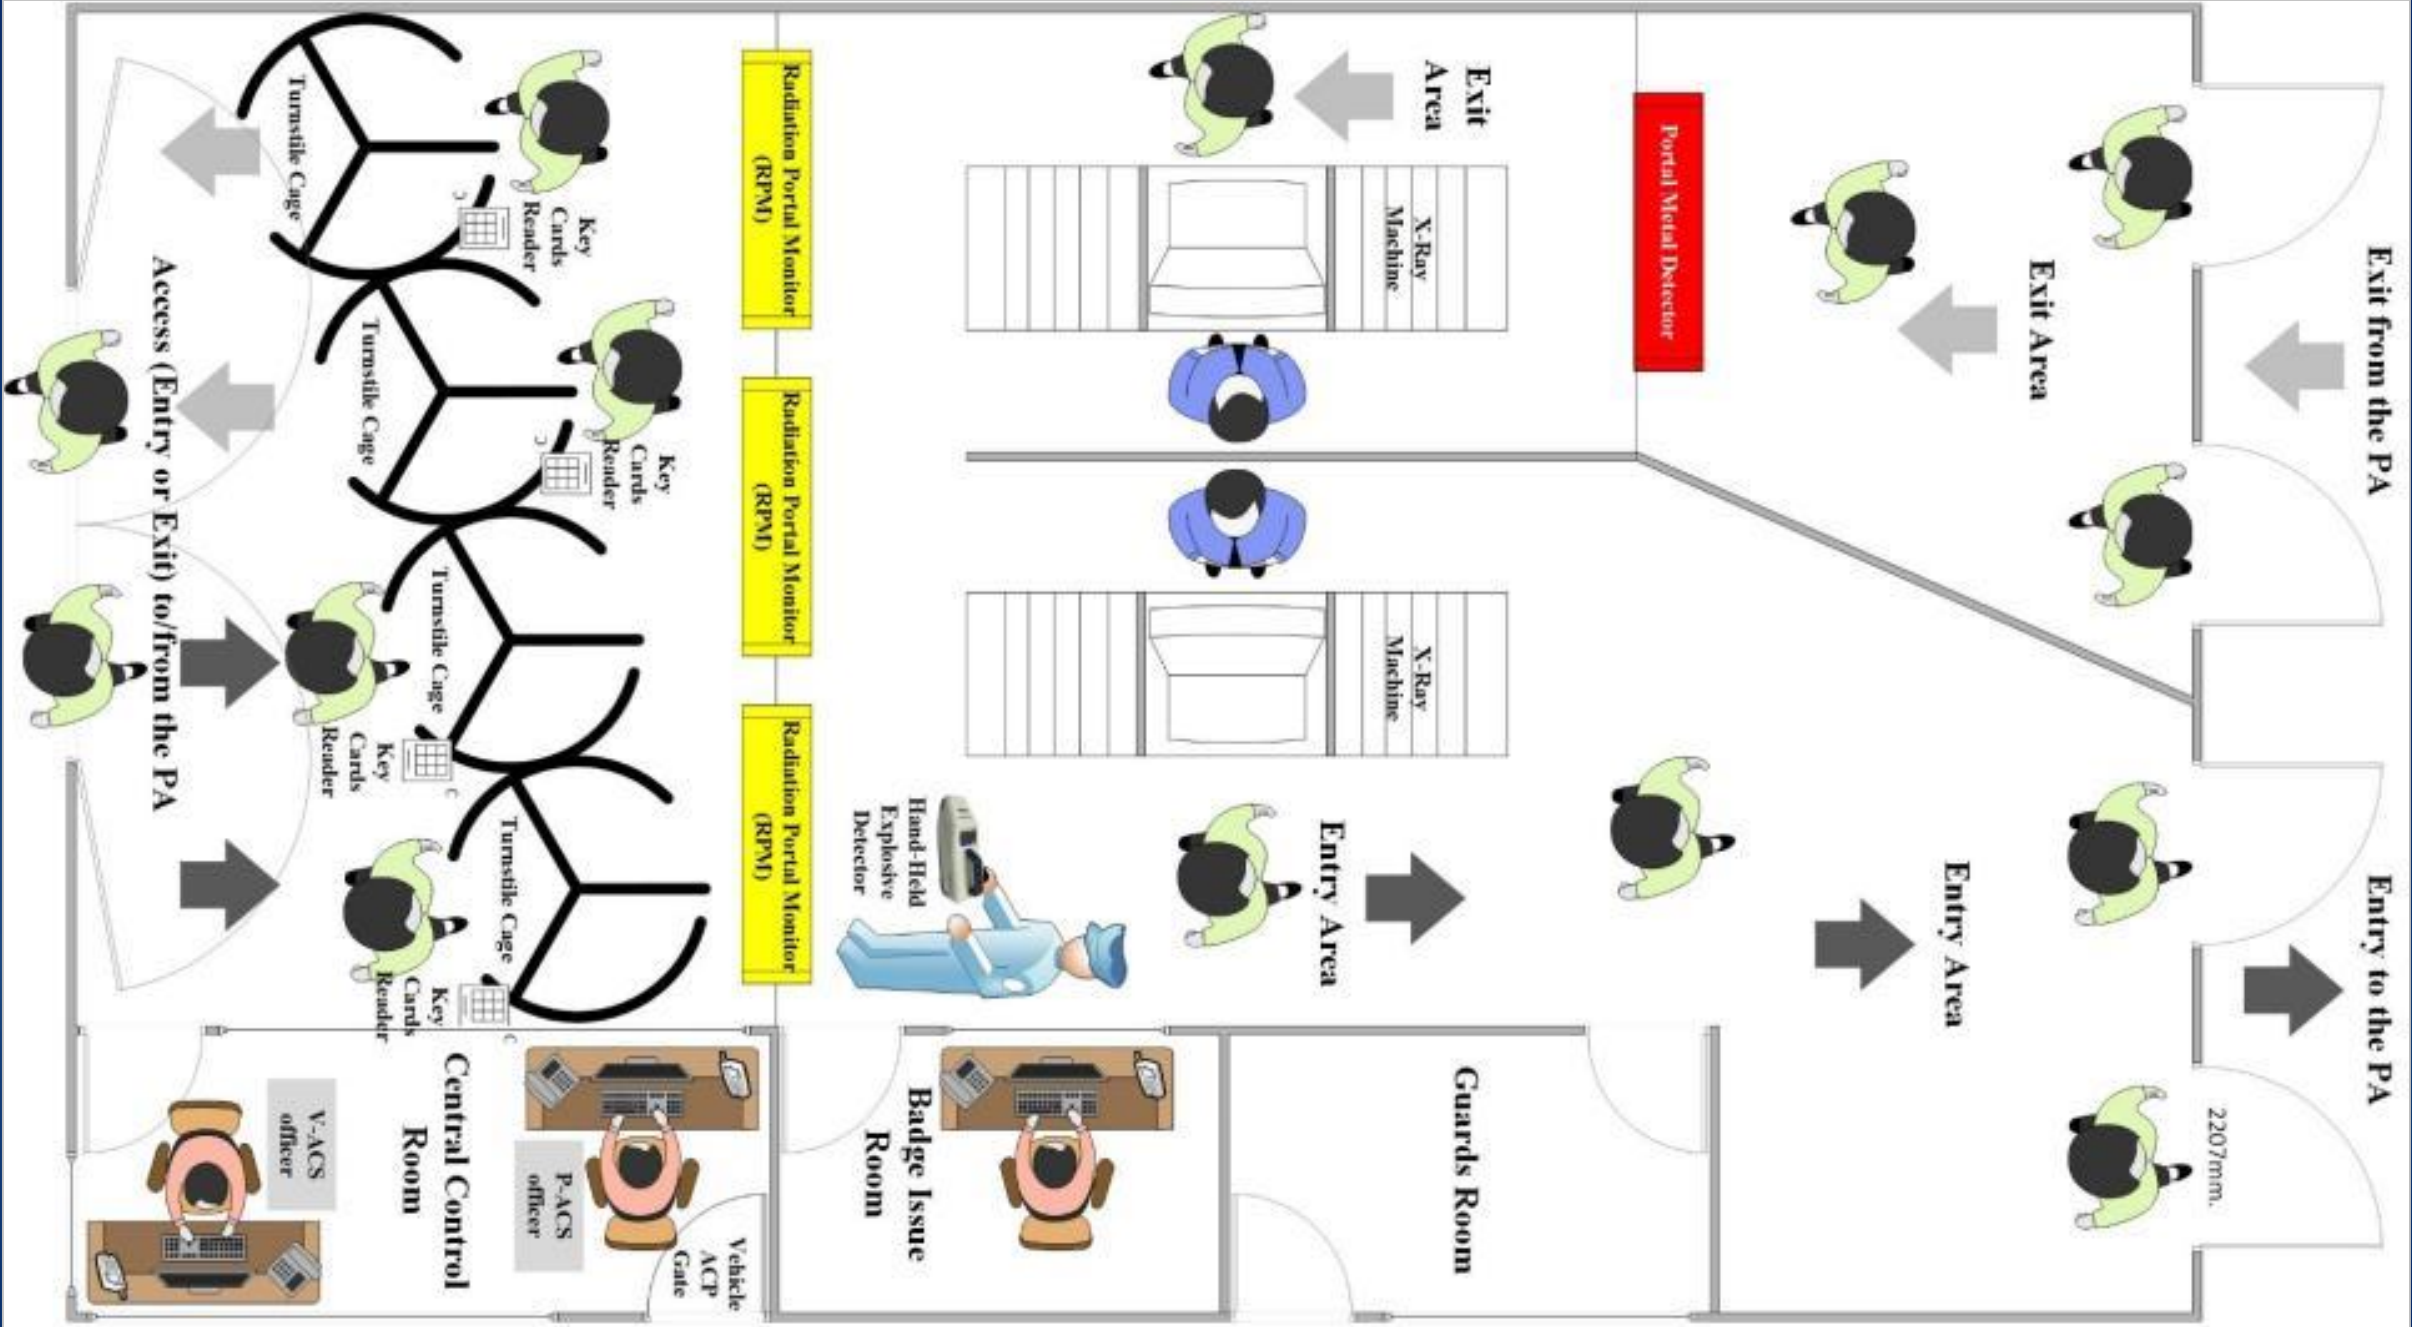 Exit from the PA
Entry to the PA
2207mm.
Exit Area
Entry Area
Portal Metal Detector
Exit
Area
X-Ray
Machine
X-Ray
Machine
Entry Area
Guards Room
Hand-Held
Explosive
Detector
Badge Issue
Room
Radiation Portal Monitor
(RPM)
Radiation Portal Monitor
(RPM)
Radiation Portal Monitor
(RPM)
Vehicle
ACP
Gate
Key
Cards
Reader
Key
Cards
Reader
Key
Cards
Reader
Key
Cards
Reader
Turnstile Cage
Turnstile Cage
Turnstile Cage
Turnstile Cage
P-ACS
officer
Central Control
Room
V-ACS
officer
Access (Entry or Exit) to/from the PA